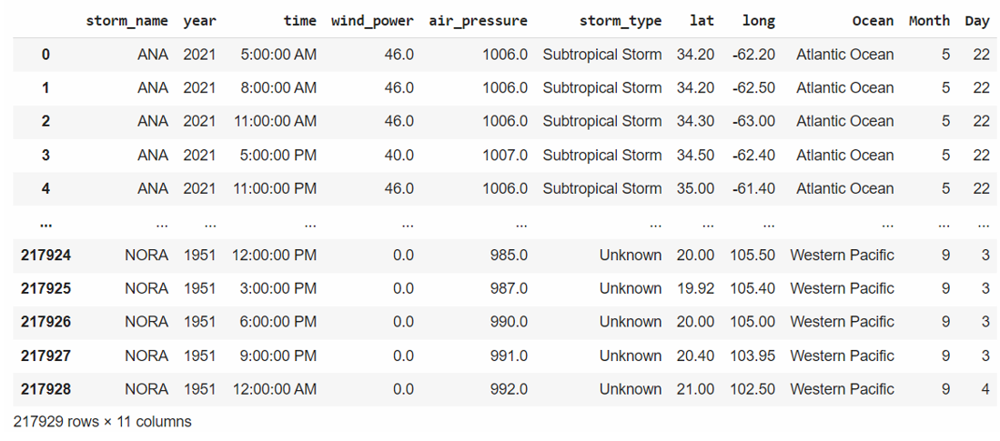 storm_name year time wind_power air_pressure storm_type lat long Ocean Month Day
0 ANA 2021 5:00:00 AM 46.0 1006.0 Subtropical Storm 34.20 -62.20 Atlantic Ocean 5 22
1 ANA 2021 8:00:00 AM 46.0 1006.0 Subtropical Storm 34.20 -62.50 Atlantic Ocean 5 22
2 ANA 2021 11:00:00 AM 46.0 1006.0 Subtropical Storm 34.30 -63.00 Atlantic Ocean 5 22
3 ANA 2021 5:00:00 PM 40.0 1007.0 Subtropical Storm 34.50 -62.40 Atlantic Ocean 5 22
4 ANA 2021 11:00:00 PM 46.0 1006.0 Subtropical Storm 35.00 -61.40 Atlantic Ocean 5 22
... ... ... ... ... ... ... ... ... ... ... ...
217924 NORA 1951 12:00:00 PM 0.0 985.0 Unknown 20.00 105.50 Western Pacific 9 3
217925 NORA 1951 3:00:00 PM 0.0 987.0 Unknown 19.92 105.40 Western Pacific 9 3
217926 NORA 1951 6:00:00 PM 0.0 990.0 Unknown 20.00 105.00 Western Pacific 9 3
217927 NORA 1951 9:00:00 PM 0.0 991.0 Unknown 20.40 103.95 Western Pacific 9 3
217928 NORA 1951 12:00:00 AM 0.0 992.0 Unknown 21.00 102.50 Western Pacific 9 4
217929 rows × 11 columns